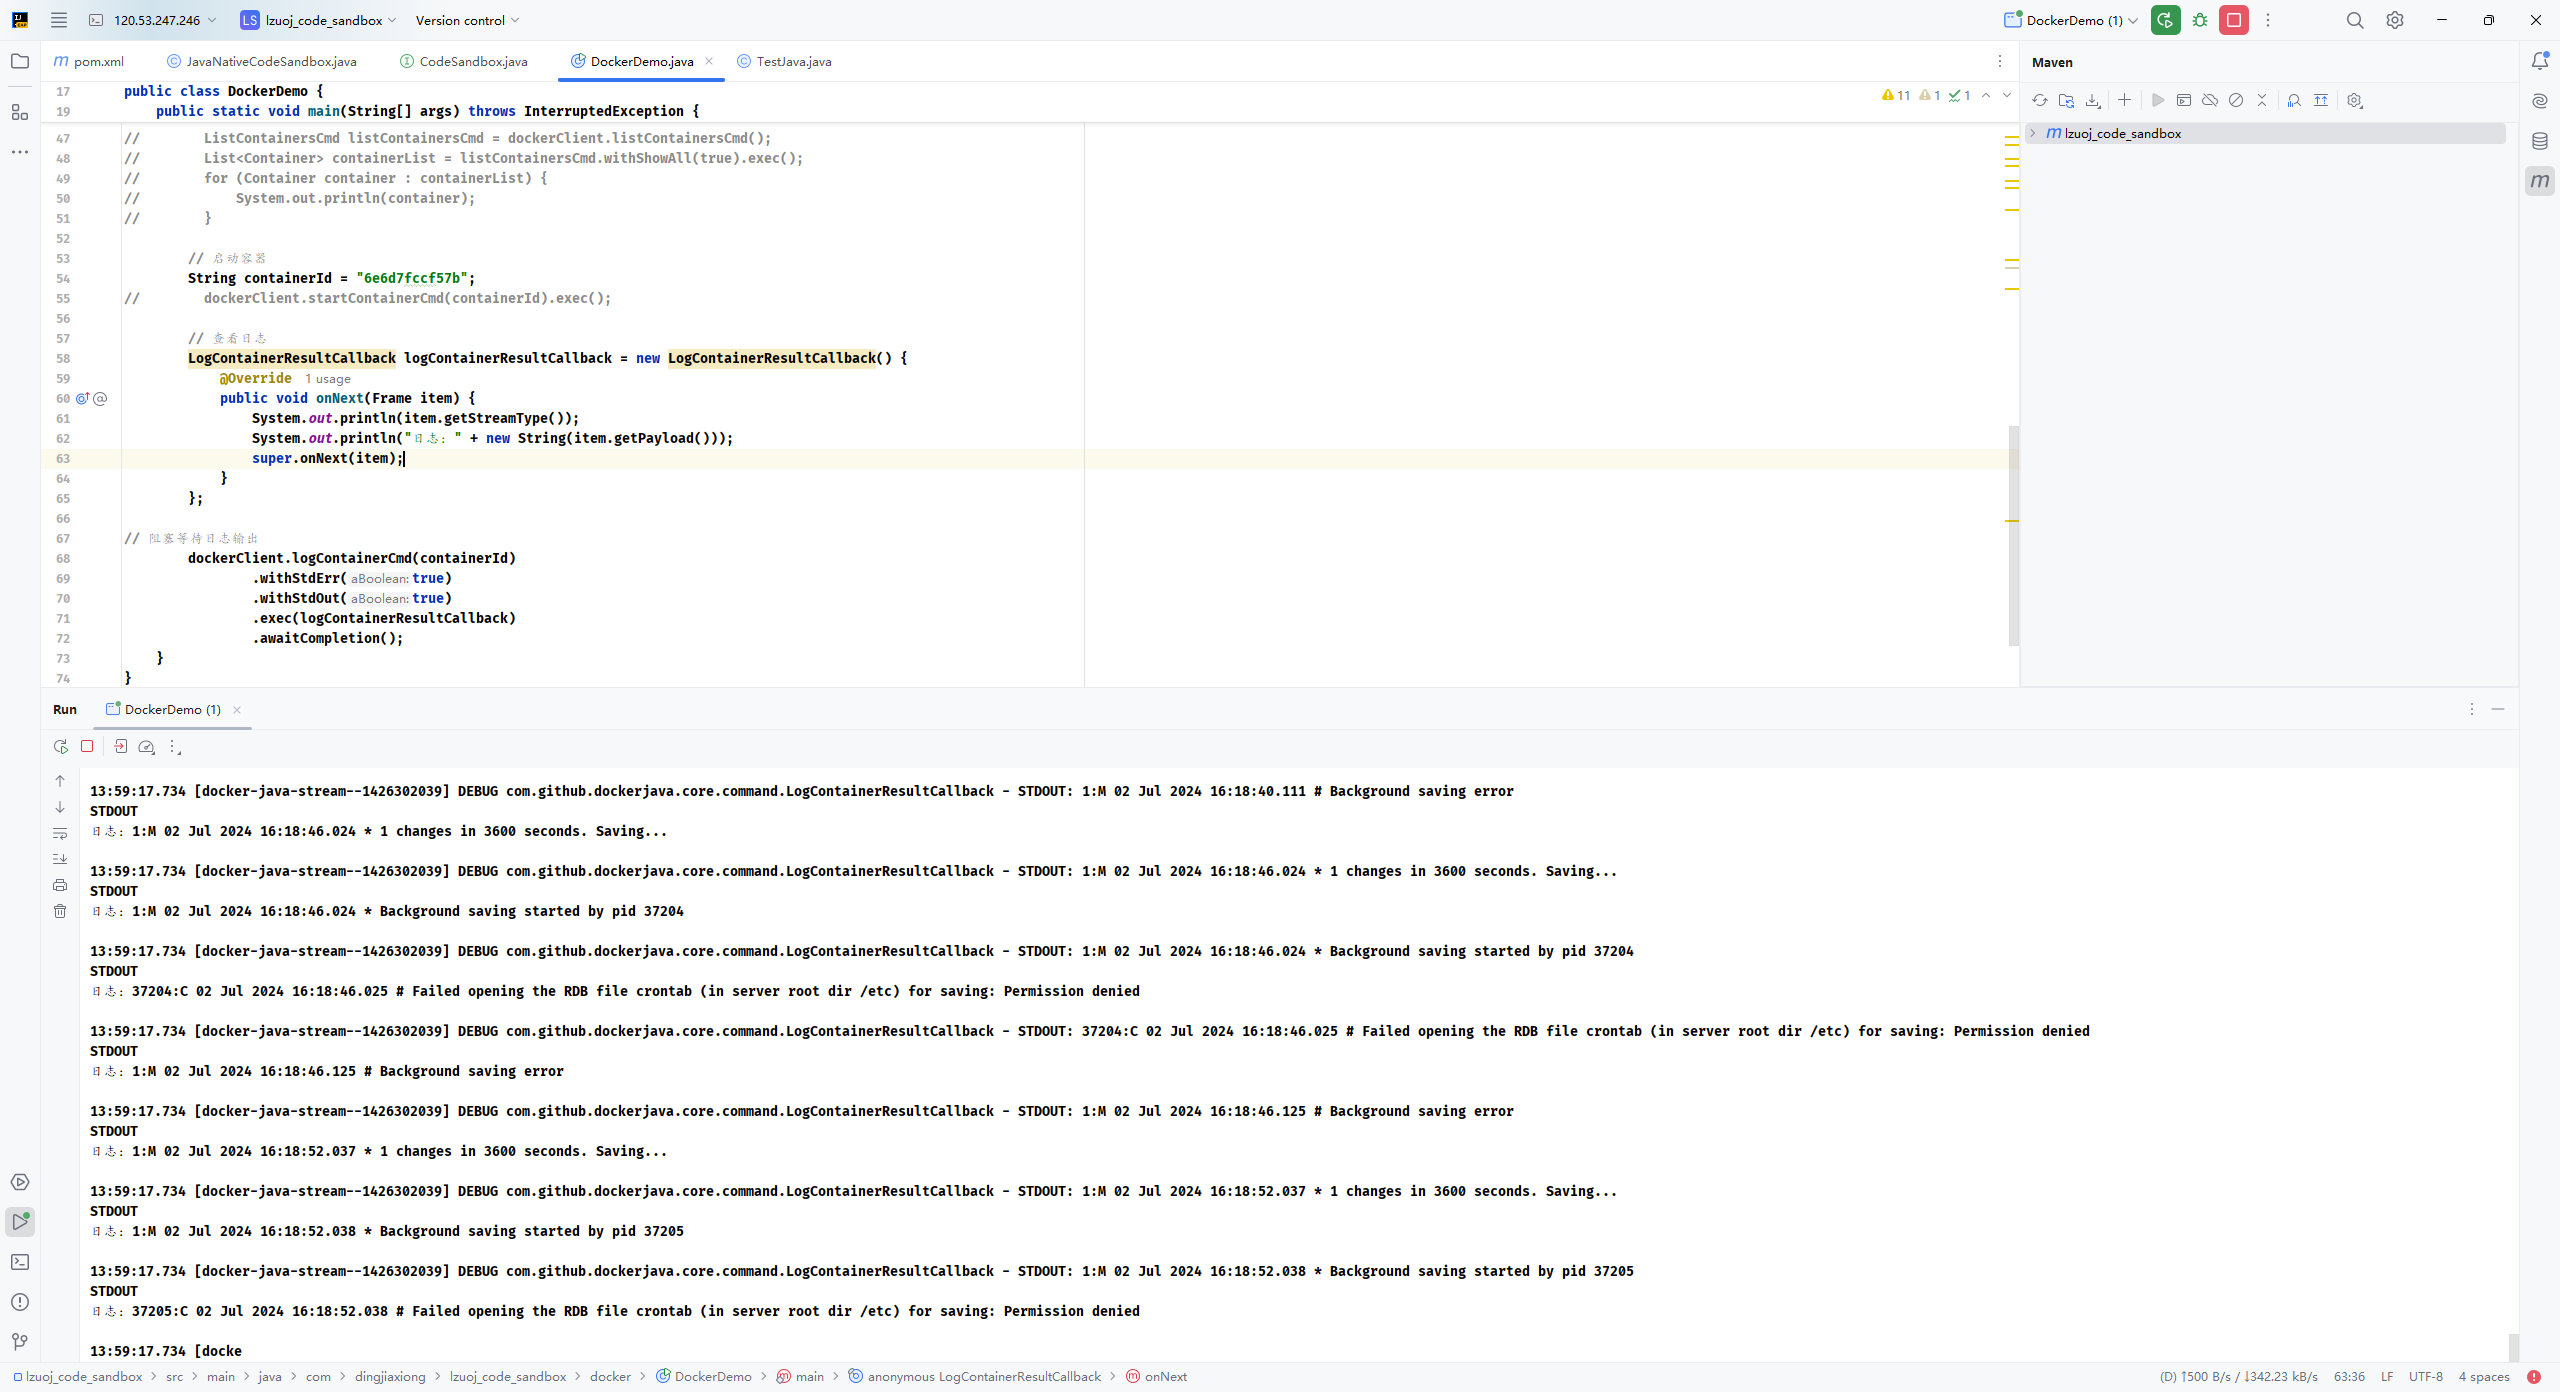 120.53.247.246 LS lzuoj_code_sandbox Version control DockerDemo (1)
pom.xml JavaNativeCodeSandbox.java CodeSandbox.java DockerDemo.java TestJava.java
Maven
lzuoj_code_sandbox
11 1 1
17 public class DockerDemo {
19 public static void main(String[] args) throws InterruptedException {
47 // ListContainersCmd listContainersCmd = dockerClient.listContainersCmd();
48 // List<Container> containerList = listContainersCmd.withShowAll(true).exec();
49 // for (Container container : containerList) {
50 // System.out.println(container);
51 // }
52
53 // 启动容器
54 String containerId = "6e6d7fccf57b";
55 // dockerClient.startContainerCmd(containerId).exec();
56
57 // 查看日志
58 LogContainerResultCallback logContainerResultCallback = new LogContainerResultCallback() {
59 @Override 1 usage
60 public void onNext(Frame item) {
61 System.out.println(item.getStreamType());
62 System.out.println("日志：" + new String(item.getPayload()));
63 super.onNext(item);
64 }
65 };
66
67 // 阻塞等待日志输出
68 dockerClient.logContainerCmd(containerId)
69 .withStdErr( aBoolean: true)
70 .withStdOut( aBoolean: true)
71 .exec(logContainerResultCallback)
72 .awaitCompletion();
73 }
74 }
Run DockerDemo (1)
13:59:17.734 [docker-java-stream--1426302039] DEBUG com.github.dockerjava.core.command.LogContainerResultCallback - STDOUT: 1:M 02 Jul 2024 16:18:40.111 # Background saving error
STDOUT
日志：1:M 02 Jul 2024 16:18:46.024 * 1 changes in 3600 seconds. Saving...
13:59:17.734 [docker-java-stream--1426302039] DEBUG com.github.dockerjava.core.command.LogContainerResultCallback - STDOUT: 1:M 02 Jul 2024 16:18:46.024 * 1 changes in 3600 seconds. Saving...
STDOUT
日志：1:M 02 Jul 2024 16:18:46.024 * Background saving started by pid 37204
13:59:17.734 [docker-java-stream--1426302039] DEBUG com.github.dockerjava.core.command.LogContainerResultCallback - STDOUT: 1:M 02 Jul 2024 16:18:46.024 * Background saving started by pid 37204
STDOUT
日志：37204:C 02 Jul 2024 16:18:46.025 # Failed opening the RDB file crontab (in server root dir /etc) for saving: Permission denied
13:59:17.734 [docker-java-stream--1426302039] DEBUG com.github.dockerjava.core.command.LogContainerResultCallback - STDOUT: 37204:C 02 Jul 2024 16:18:46.025 # Failed opening the RDB file crontab (in server root dir /etc) for saving: Permission denied
STDOUT
日志：1:M 02 Jul 2024 16:18:46.125 # Background saving error
13:59:17.734 [docker-java-stream--1426302039] DEBUG com.github.dockerjava.core.command.LogContainerResultCallback - STDOUT: 1:M 02 Jul 2024 16:18:46.125 # Background saving error
STDOUT
日志：1:M 02 Jul 2024 16:18:52.037 * 1 changes in 3600 seconds. Saving...
13:59:17.734 [docker-java-stream--1426302039] DEBUG com.github.dockerjava.core.command.LogContainerResultCallback - STDOUT: 1:M 02 Jul 2024 16:18:52.037 * 1 changes in 3600 seconds. Saving...
STDOUT
日志：1:M 02 Jul 2024 16:18:52.038 * Background saving started by pid 37205
13:59:17.734 [docker-java-stream--1426302039] DEBUG com.github.dockerjava.core.command.LogContainerResultCallback - STDOUT: 1:M 02 Jul 2024 16:18:52.038 * Background saving started by pid 37205
STDOUT
日志：37205:C 02 Jul 2024 16:18:52.038 # Failed opening the RDB file crontab (in server root dir /etc) for saving: Permission denied
13:59:17.734 [docke
lzuoj_code_sandbox > src > main > java > com > dingjiaxiong > lzuoj_code_sandbox > docker > DockerDemo > main > anonymous LogContainerResultCallback > onNext (D) ↑500 B/s / ↓342.23 kB/s 63:36 LF UTF-8 4 spaces